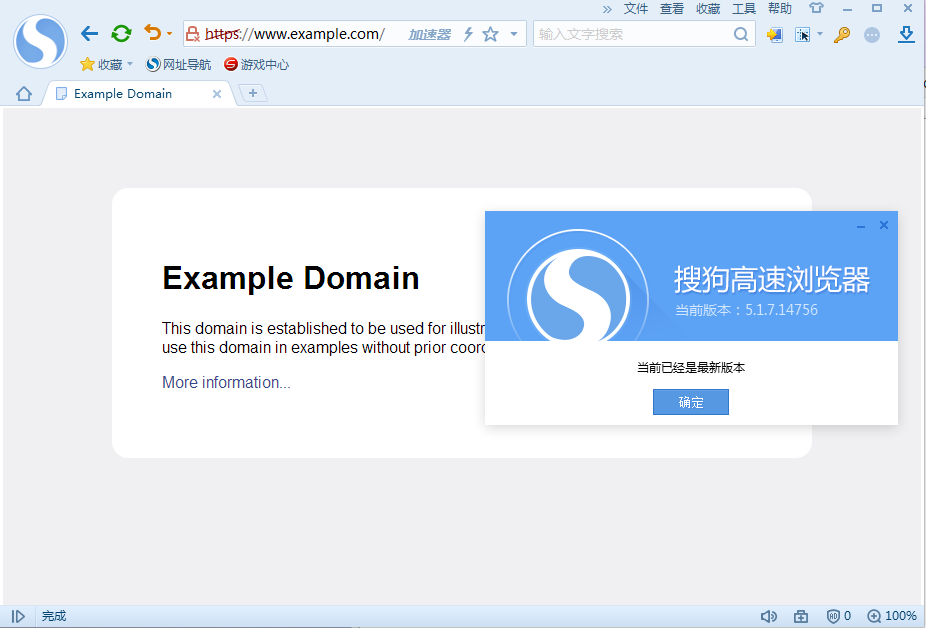 » 文件 查看 收藏 工具 帮助
https://www.example.com/ 加速器 输入文字搜索
收藏 网址导航 游戏中心
Example Domain
Example Domain
This domain is established to be used for illustr
use this domain in examples without prior coord
More information...
搜狗高速浏览器
当前版本：5.1.7.14756
当前已经是最新版本
确定
完成 0 100%